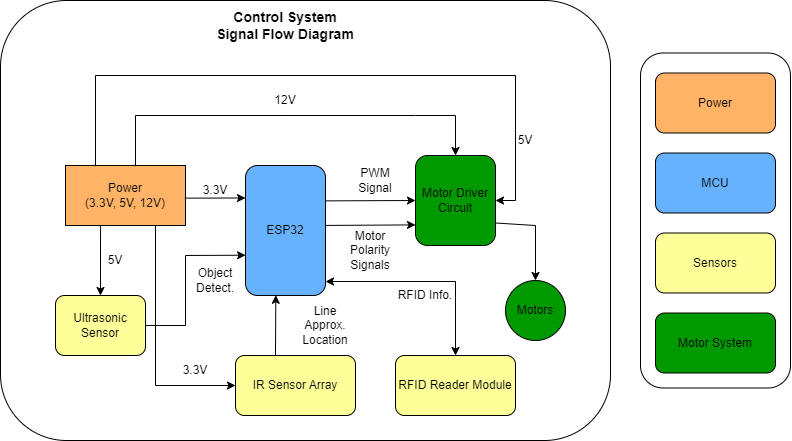 Control System
Signal Flow Diagram
12V
5V
Power
(3.3V, 5V, 12V)
3.3V
ESP32
PWM
Signal
Motor Driver
Circuit
Motor
Polarity
Signals
5V
Object
Detect.
Ultrasonic
Sensor
Line
Approx.
Location
RFID Info.
Motors
3.3V
IR Sensor Array
RFID Reader Module
Power
MCU
Sensors
Motor System